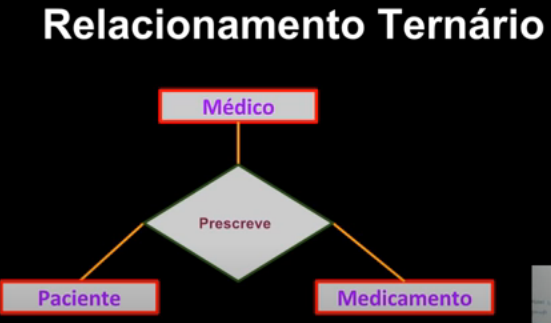 Relacionamento Ternário
Médico
Prescreve
Paciente
Medicamento